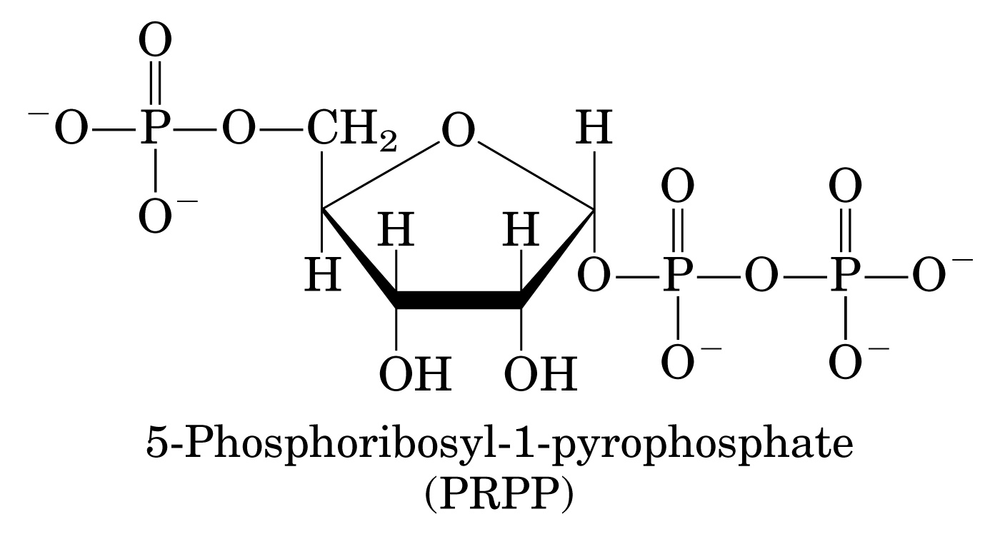 O
⁻O—P—O—CH₂ O H
O O
O⁻ H H
H O—P—O—P—O⁻
O⁻ O⁻
OH OH
5-Phosphoribosyl-1-pyrophosphate
(PRPP)